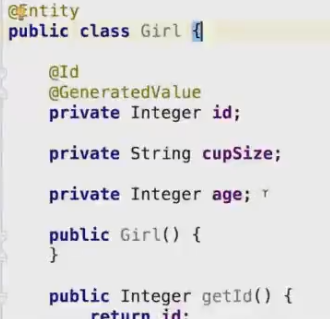 @Entity
public class Girl {
@Id
@GeneratedValue
private Integer id;
private String cupSize;
private Integer age;
public Girl() {
}
public Integer getId() {
return id;